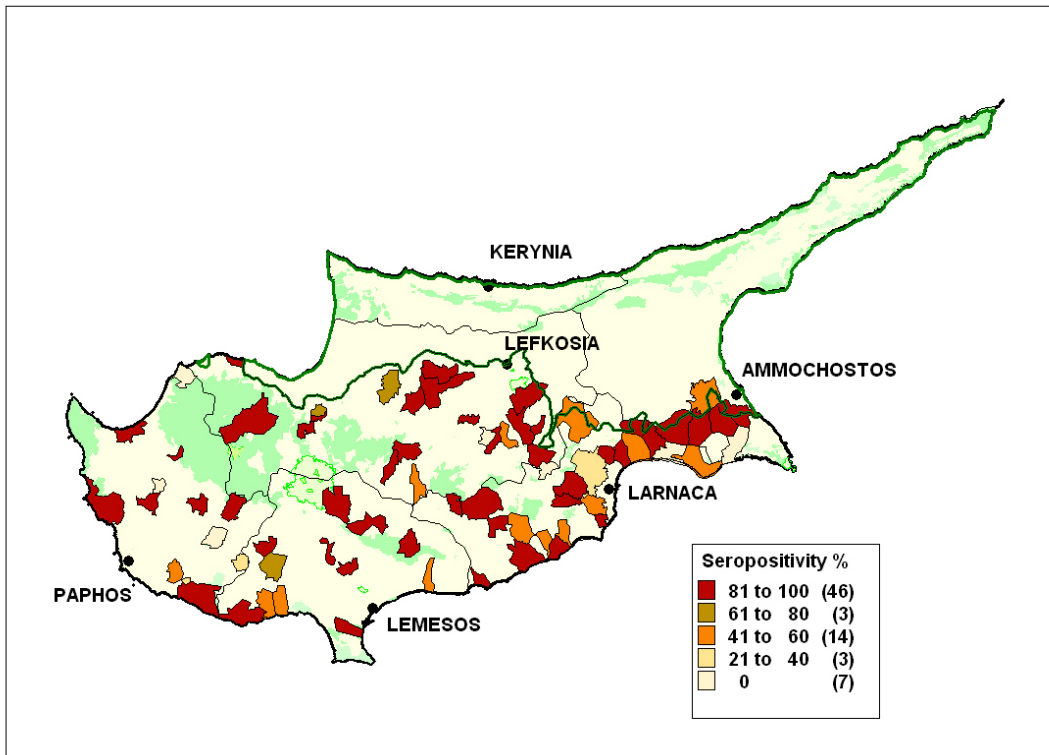 KERYNIA
LEFKOSIA
AMMOCHOSTOS
LARNACA
PAPHOS
LEMESOS
Seropositivity %
81 to 100 (46)
61 to 80 (3)
41 to 60 (14)
21 to 40 (3)
0 (7)